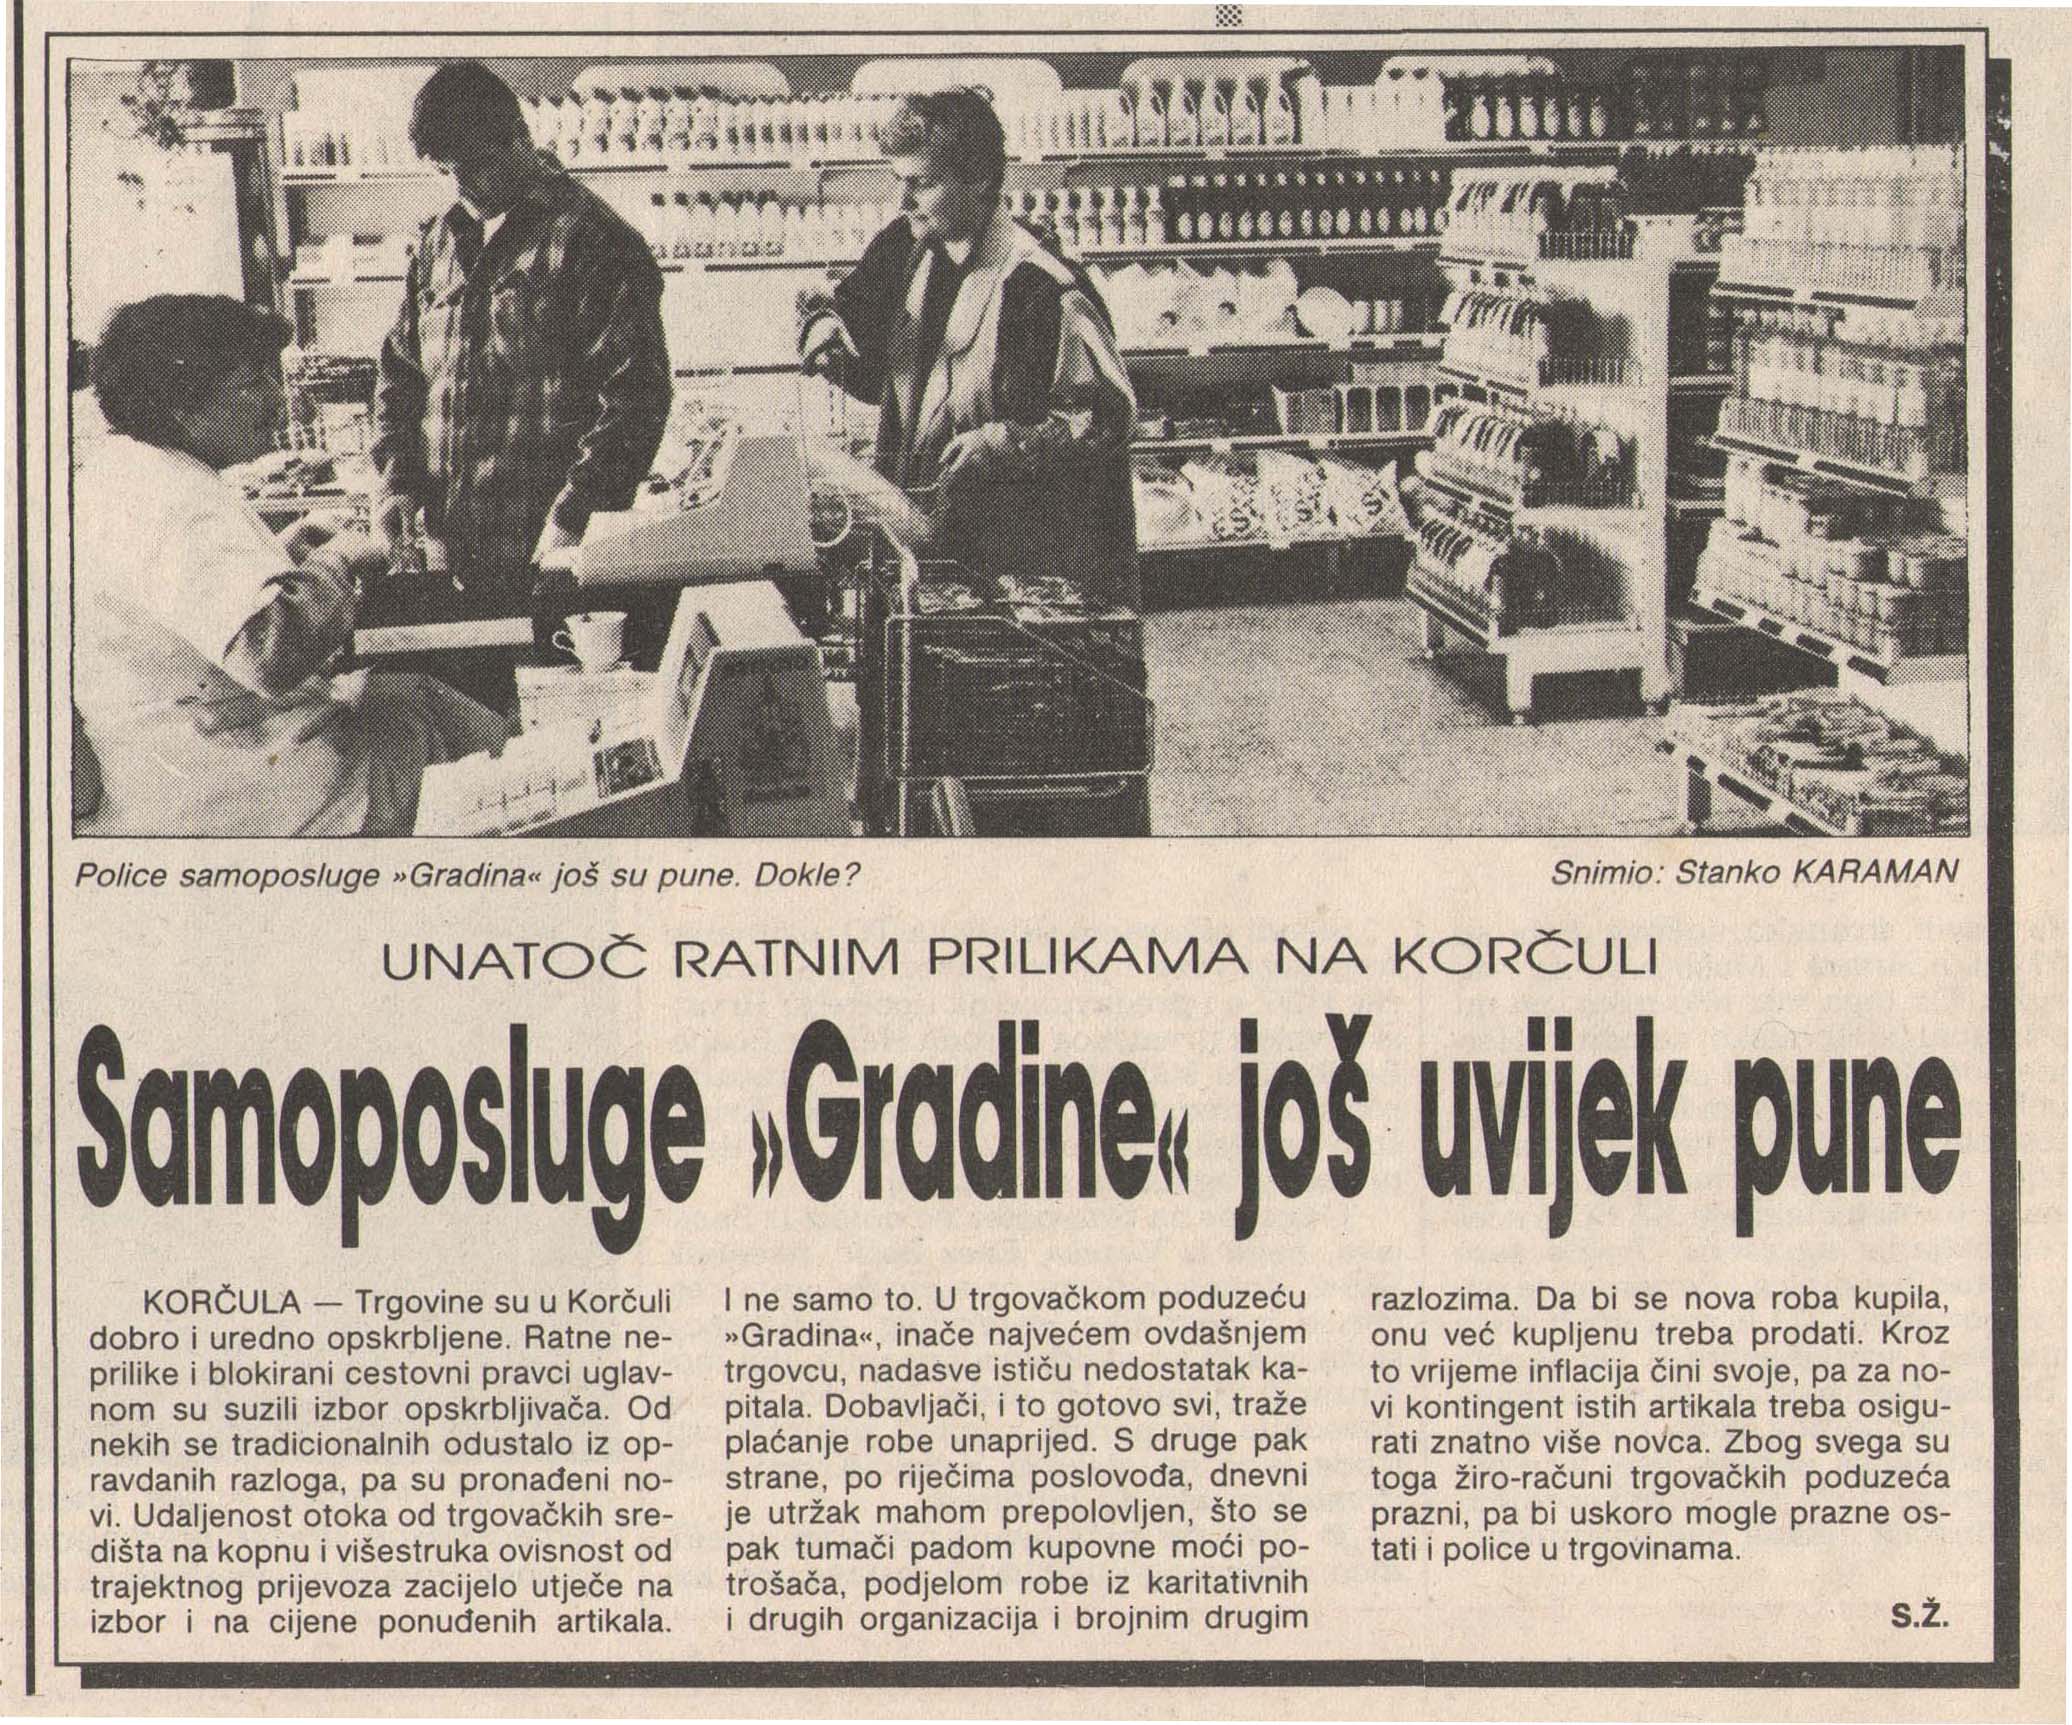 Police samoposluge »Gradina« još su pune. Dokle?
Snimio: Stanko KARAMAN
UNATOČ RATNIM PRILIKAMA NA KORČULI
Samoposluge »Gradine« još uvijek pune
KORČULA — Trgovine su u Korčuli
dobro i uredno opskrbljene. Ratne ne-
prilike i blokirani cestovni pravci uglav-
nom su suzili izbor opskrbljivača. Od
nekih se tradicionalnih odustalo iz op-
ravdanih razloga, pa su pronađeni no-
vi. Udaljenost otoka od trgovačkih sre-
dišta na kopnu i višestruka ovisnost od
trajektnog prijevoza zacijelo utječe na
izbor i na cijene ponuđenih artikala.
I ne samo to. U trgovačkom poduzeću
»Gradina«, inače najvećem ovdašnjem
trgovcu, nadasve ističu nedostatak ka-
pitala. Dobavljači, i to gotovo svi, traže
plaćanje robe unaprijed. S druge pak
strane, po riječima poslovođa, dnevni
je utržak mahom prepolovljen, što se
pak tumači padom kupovne moći po-
trošača, podjelom robe iz karitativnih
i drugih organizacija i brojnim drugim
razlozima. Da bi se nova roba kupila,
onu već kupljenu treba prodati. Kroz
to vrijeme inflacija čini svoje, pa za no-
vi kontingent istih artikala treba osigu-
rati znatno više novca. Zbog svega su
toga žiro-računi trgovačkih poduzeća
prazni, pa bi uskoro mogle prazne os-
tati i police u trgovinama.
S.Ž.